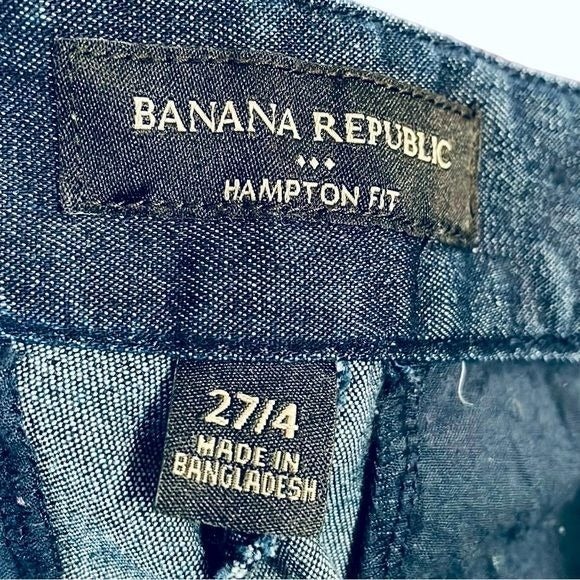 BANANA REPUBLIC
HAMPTON FIT
27/4
MADE IN
BANGLADESH